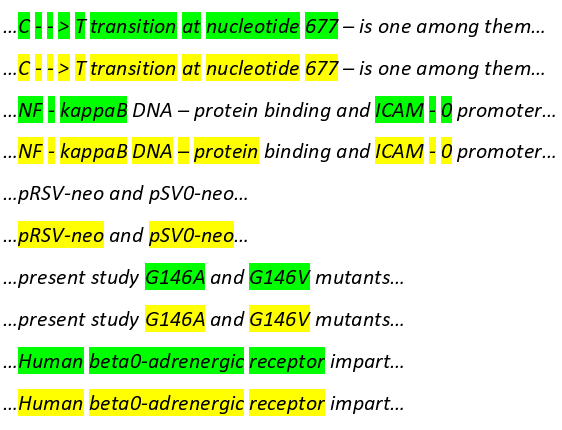 ...C - - > T transition at nucleotide 677 – is one among them...
...C - - > T transition at nucleotide 677 – is one among them...
...NF - kappaB DNA – protein binding and ICAM - 0 promoter...
...NF - kappaB DNA – protein binding and ICAM - 0 promoter...
...pRSV-neo and pSV0-neo...
...pRSV-neo and pSV0-neo...
...present study G146A and G146V mutants...
...present study G146A and G146V mutants...
...Human beta0-adrenergic receptor impart...
...Human beta0-adrenergic receptor impart...